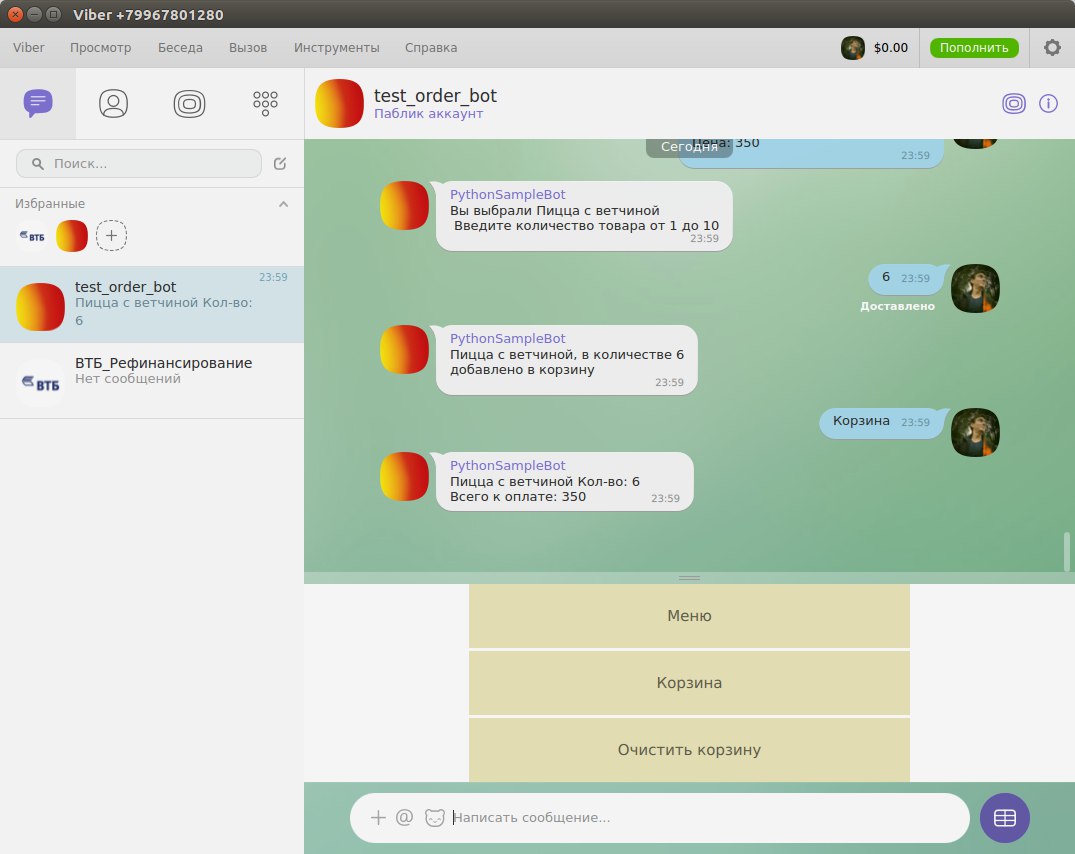 Viber +79967801280
Viber Просмотр Беседа Вызов Инструменты Справка $0.00 Пополнить
test_order_bot
Паблик аккаунт
Поиск...
Избранные
ВТБ
test_order_bot 23:59
Пицца с ветчиной Кол-во:
6
ВТБ
ВТБ_Рефинансирование
Нет сообщений
Цена: 350
23:59
Сегодня
PythonSampleBot
Вы выбрали Пицца с ветчиной
Введите количество товара от 1 до 10
23:59
6 23:59
Доставлено
PythonSampleBot
Пицца с ветчиной, в количестве 6
добавлено в корзину
23:59
Корзина 23:59
PythonSampleBot
Пицца с ветчиной Кол-во: 6
Всего к оплате: 350 23:59
Меню
Корзина
Очистить корзину
@ Написать сообщение...